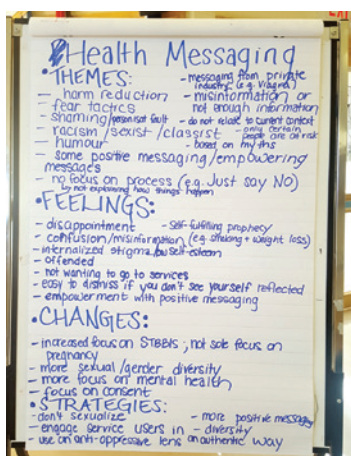 Health Messaging
• THEMES:
- messaging from private industry (e.g. Viagra)
- harm reduction
- misinformation or not enough information
- fear tactics
- shaming/person's fault
- do not relate to current context
- racism/sexist/classist
- only certain people are at risk
- humour
- based on myths
- some positive messaging/empowering
messages
- no focus on process (e.g. Just say NO)
↳ not explaining how things happen
• FEELINGS:
- disappointment
- self-fulfilling prophecy
- confusion/misinformation (e.g. smoking + weight loss)
- internalized stigma/low self-esteem
- offended
- not wanting to go to services
- easy to dismiss if you don't see yourself reflected
- empowerment with positive messaging
• CHANGES:
- increased focus on STBBIs; not sole focus on
pregnancy
- more sexual/gender diversity
- more focus on mental health
- focus on consent
• STRATEGIES:
- don't sexualize
- more positive messages
- engage service users in
- diversity
- use an anti-oppressive lens
an authentic way